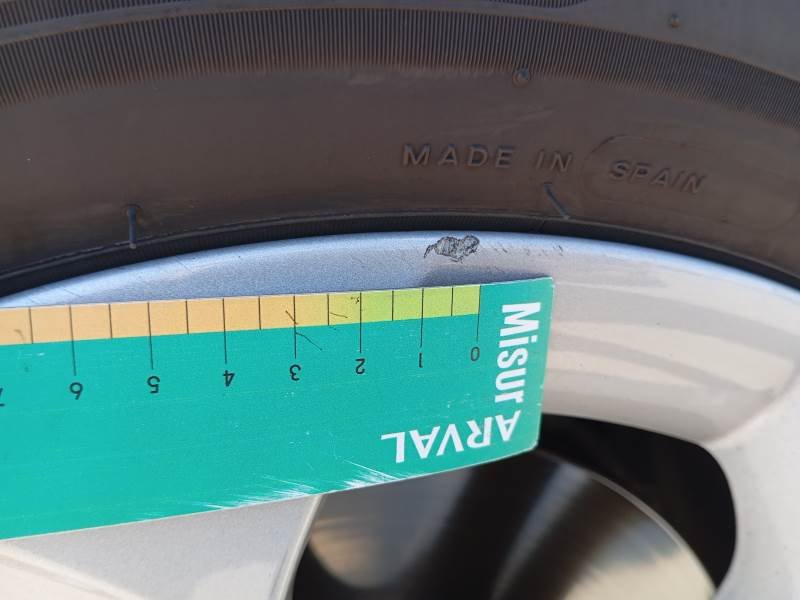 MADE IN SPAIN
Misur
ARVAL
0 1 2 3 4 5 6